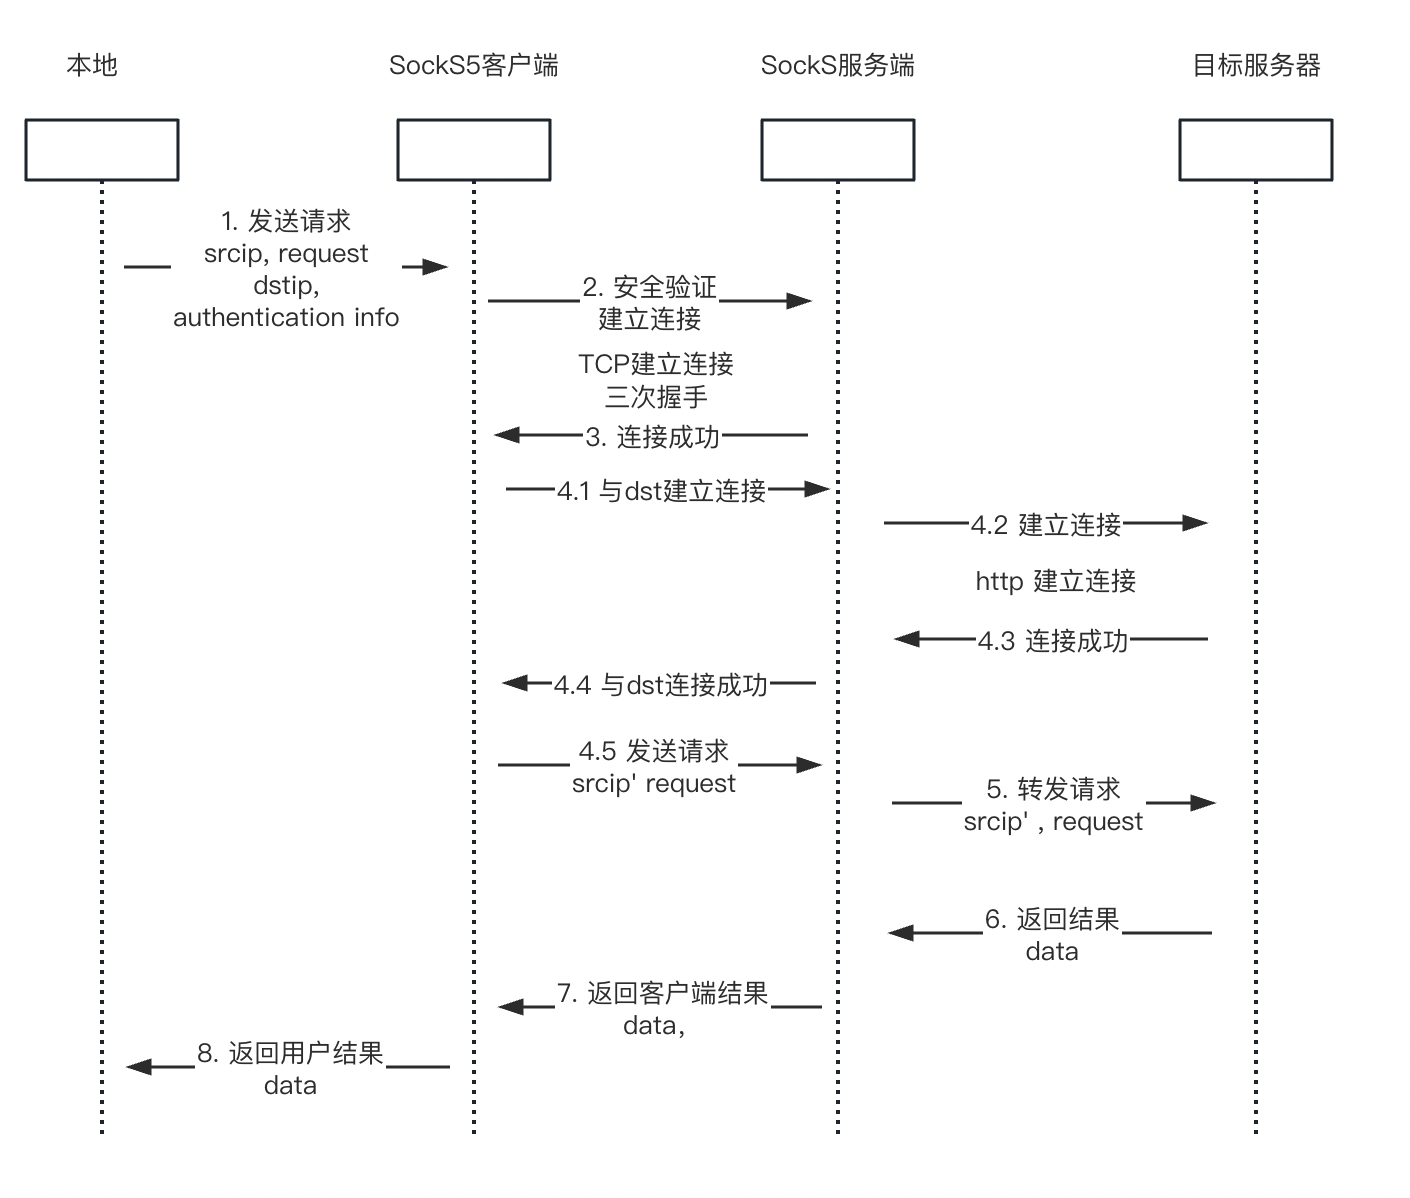 本地
SockS5客户端
SockS服务端
目标服务器
1. 发送请求
srcip, request
dstip,
authentication info
2. 安全验证
建立连接
TCP建立连接
三次握手
3. 连接成功
4.1 与dst建立连接
4.2 建立连接
http 建立连接
4.3 连接成功
4.4 与dst连接成功
4.5 发送请求
srcip' request
5. 转发请求
srcip' , request
6. 返回结果
data
7. 返回客户端结果
data,
8. 返回用户结果
data